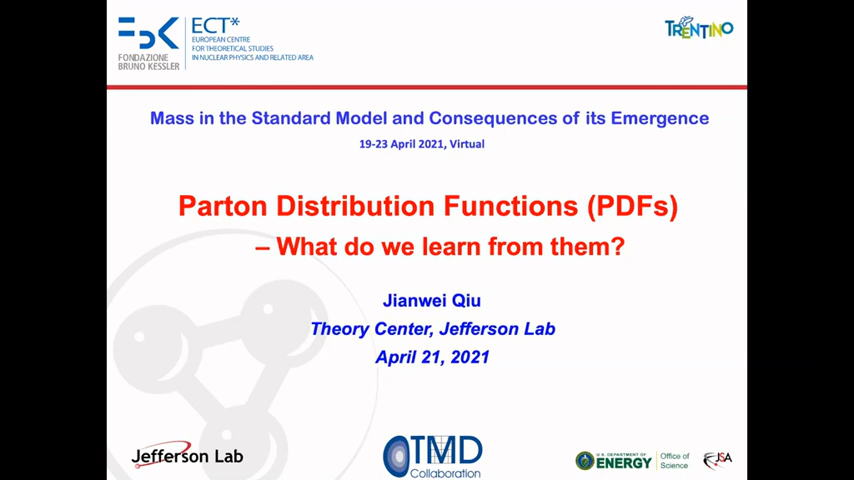 FBK
FONDAZIONE
BRUNO KESSLER
ECT*
EUROPEAN CENTRE
FOR THEORETICAL STUDIES
IN NUCLEAR PHYSICS AND RELATED AREA
TRENTINO
Mass in the Standard Model and Consequences of its Emergence
19-23 April 2021, Virtual
Parton Distribution Functions (PDFs)
– What do we learn from them?
Jianwei Qiu
Theory Center, Jefferson Lab
April 21, 2021
Jefferson Lab
TMD
Collaboration
U.S. DEPARTMENT OF
ENERGY
Office of
Science
JSA